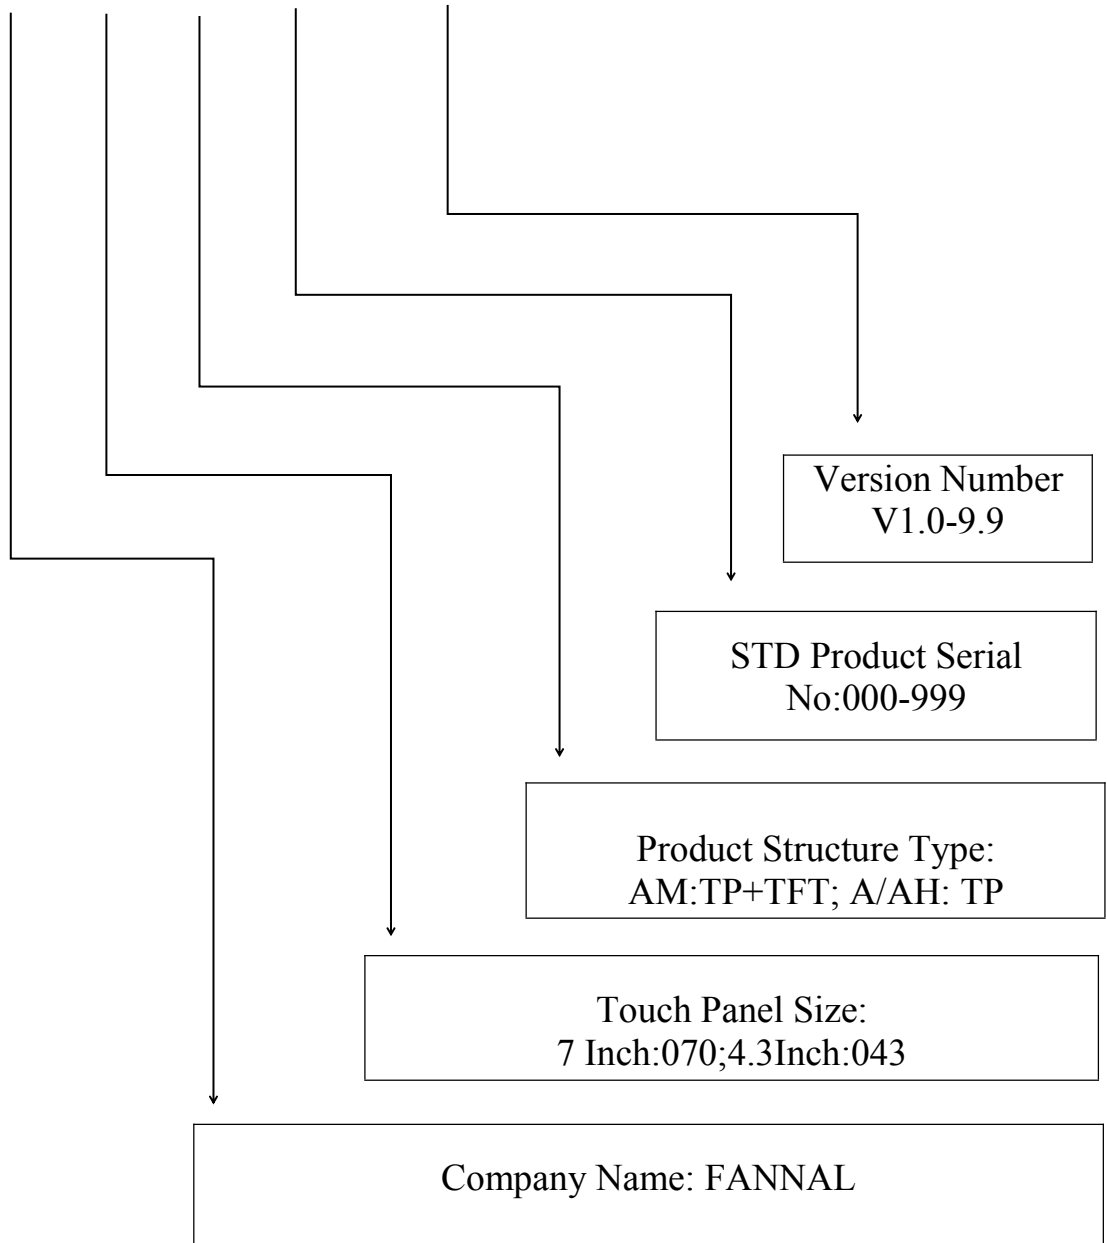 Version Number
V1.0-9.9
STD Product Serial
No:000-999
Product Structure Type:
AM:TP+TFT; A/AH: TP
Touch Panel Size:
7 Inch:070;4.3Inch:043
Company Name: FANNAL